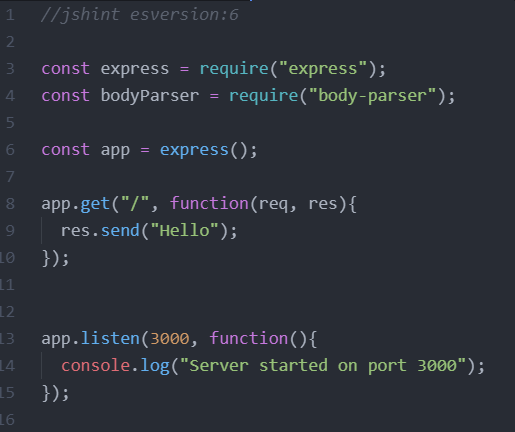 1 //jshint esversion:6
2
3 const express = require("express");
4 const bodyParser = require("body-parser");
5
6 const app = express();
7
8 app.get("/", function(req, res){
9   res.send("Hello");
10 });
11
12
13 app.listen(3000, function(){
14   console.log("Server started on port 3000");
15 });
16